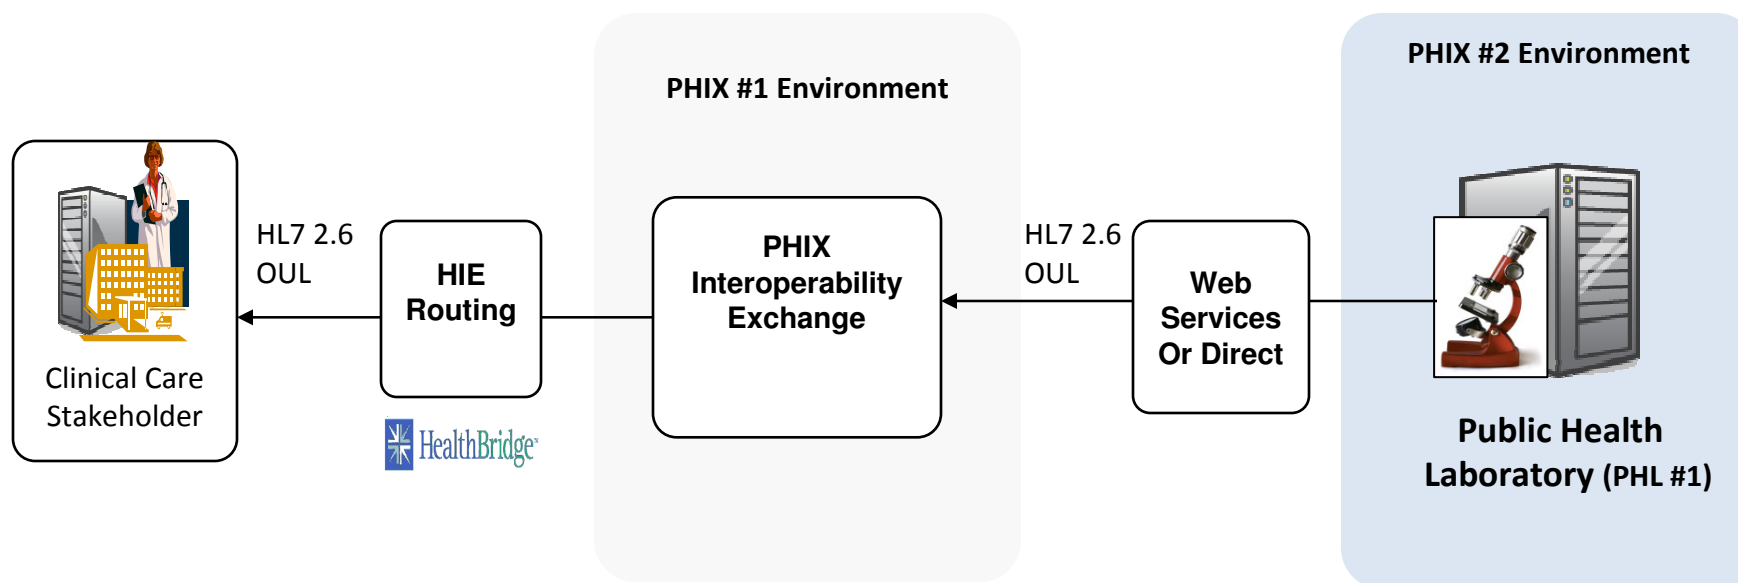 PHIX #1 Environment
PHIX #2 Environment
Clinical Care
Stakeholder
HL7 2.6
OUL
HIE
Routing
HealthBridge
PHIX
Interoperability
Exchange
HL7 2.6
OUL
Web
Services
Or Direct
Public Health
Laboratory (PHL #1)